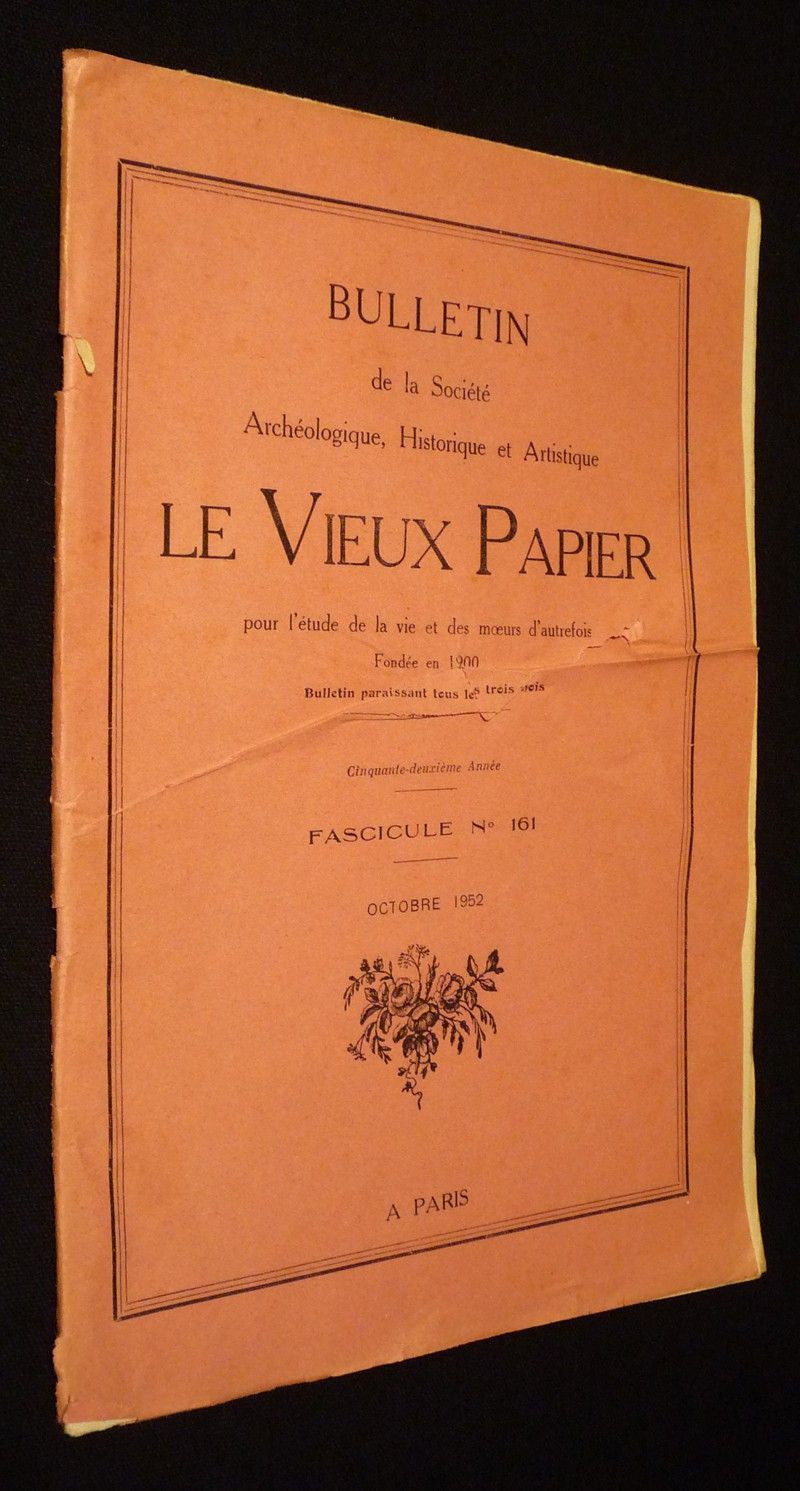 BULLETIN
de la Société
Archéologique, Historique et Artistique
LE VIEUX PAPIER
pour l'étude de la vie et des mœurs d'autrefois
Fondée en 1900
Bulletin paraissant tous les trois mois
Cinquante-deuxième Année
FASCICULE No 161
OCTOBRE 1952
A PARIS